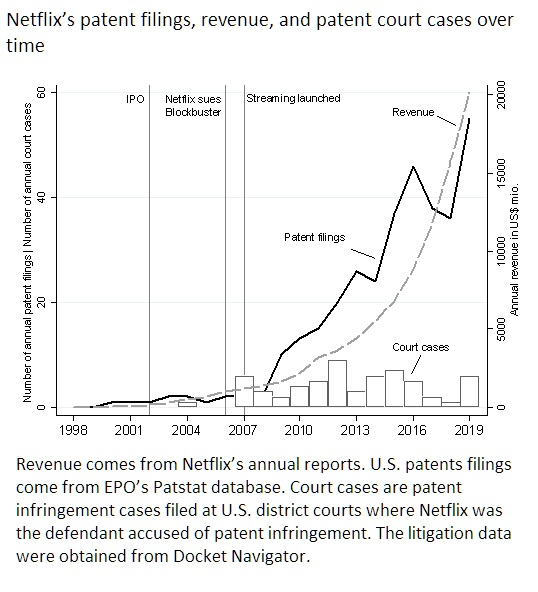 Netflix’s patent filings, revenue, and patent court cases over
time
60
40
20
0
Number of annual patent filings | Number of annual court cases
IPO
Netflix sues
Blockbuster
Streaming launched
Revenue
Patent filings
Court cases
20000
15000
10000
5000
0
Annual revenue in US$ mio.
1998 2001 2004 2007 2010 2013 2016 2019
Revenue comes from Netflix’s annual reports. U.S. patents filings
come from EPO’s Patstat database. Court cases are patent
infringement cases filed at U.S. district courts where Netflix was
the defendant accused of patent infringement. The litigation data
were obtained from Docket Navigator.